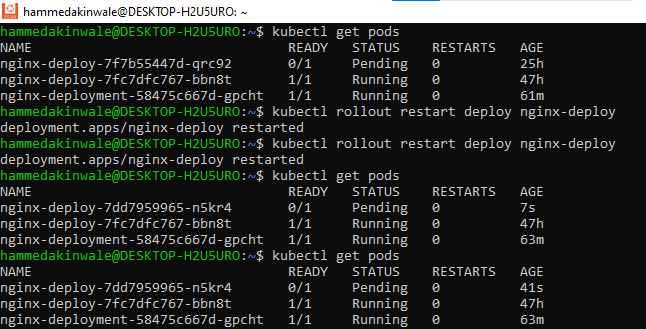 hammedakinwale@DESKTOP-H2U5URO: ~
hammedakinwale@DESKTOP-H2U5URO:~$ kubectl get pods
NAME READY STATUS RESTARTS AGE
nginx-deploy-7f7b55447d-qrc92 0/1 Pending 0 25h
nginx-deploy-7fc7dfc767-bbn8t 1/1 Running 0 47h
nginx-deployment-58475c667d-gpcht 1/1 Running 0 61m
hammedakinwale@DESKTOP-H2U5URO:~$ kubectl rollout restart deploy nginx-deploy
deployment.apps/nginx-deploy restarted
hammedakinwale@DESKTOP-H2U5URO:~$ kubectl rollout restart deploy nginx-deploy
deployment.apps/nginx-deploy restarted
hammedakinwale@DESKTOP-H2U5URO:~$ kubectl get pods
NAME READY STATUS RESTARTS AGE
nginx-deploy-7dd7959965-n5kr4 0/1 Pending 0 7s
nginx-deploy-7fc7dfc767-bbn8t 1/1 Running 0 47h
nginx-deployment-58475c667d-gpcht 1/1 Running 0 63m
hammedakinwale@DESKTOP-H2U5URO:~$ kubectl get pods
NAME READY STATUS RESTARTS AGE
nginx-deploy-7dd7959965-n5kr4 0/1 Pending 0 41s
nginx-deploy-7fc7dfc767-bbn8t 1/1 Running 0 47h
nginx-deployment-58475c667d-gpcht 1/1 Running 0 63m